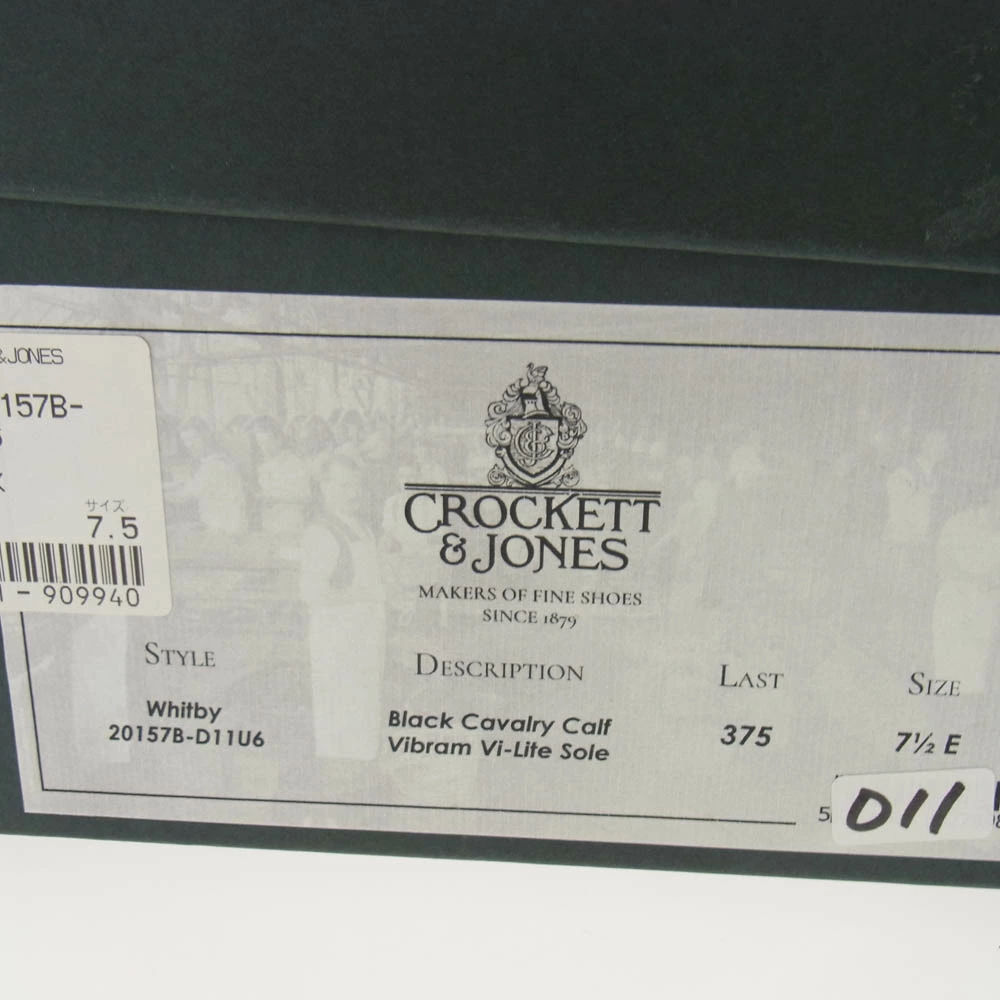 &JONES
157B-
サイズ
7.5
- 909940
CROCKETT
& JONES
MAKERS OF FINE SHOES
SINCE 1879
STYLE
Whitby
20157B-D11U6
DESCRIPTION
Black Cavalry Calf
Vibram Vi-Lite Sole
LAST
375
SIZE
7½ E
D11